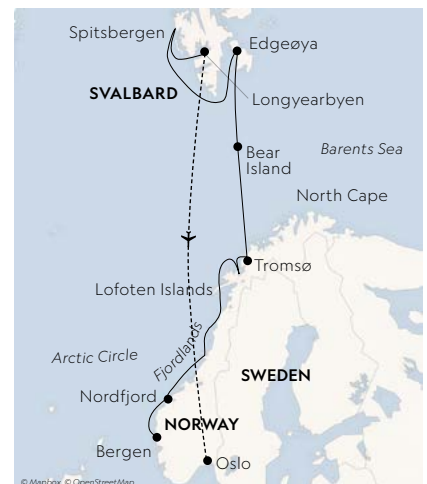 Spitsbergen
Edgeøya
SVALBARD
Longyearbyen
Bear
Island
Barents Sea
North Cape
Tromsø
Lofoten Islands
Fjordlands
Arctic Circle
SWEDEN
Nordfjord
NORWAY
Bergen
Oslo
© Mapbox, © OpenStreetMap